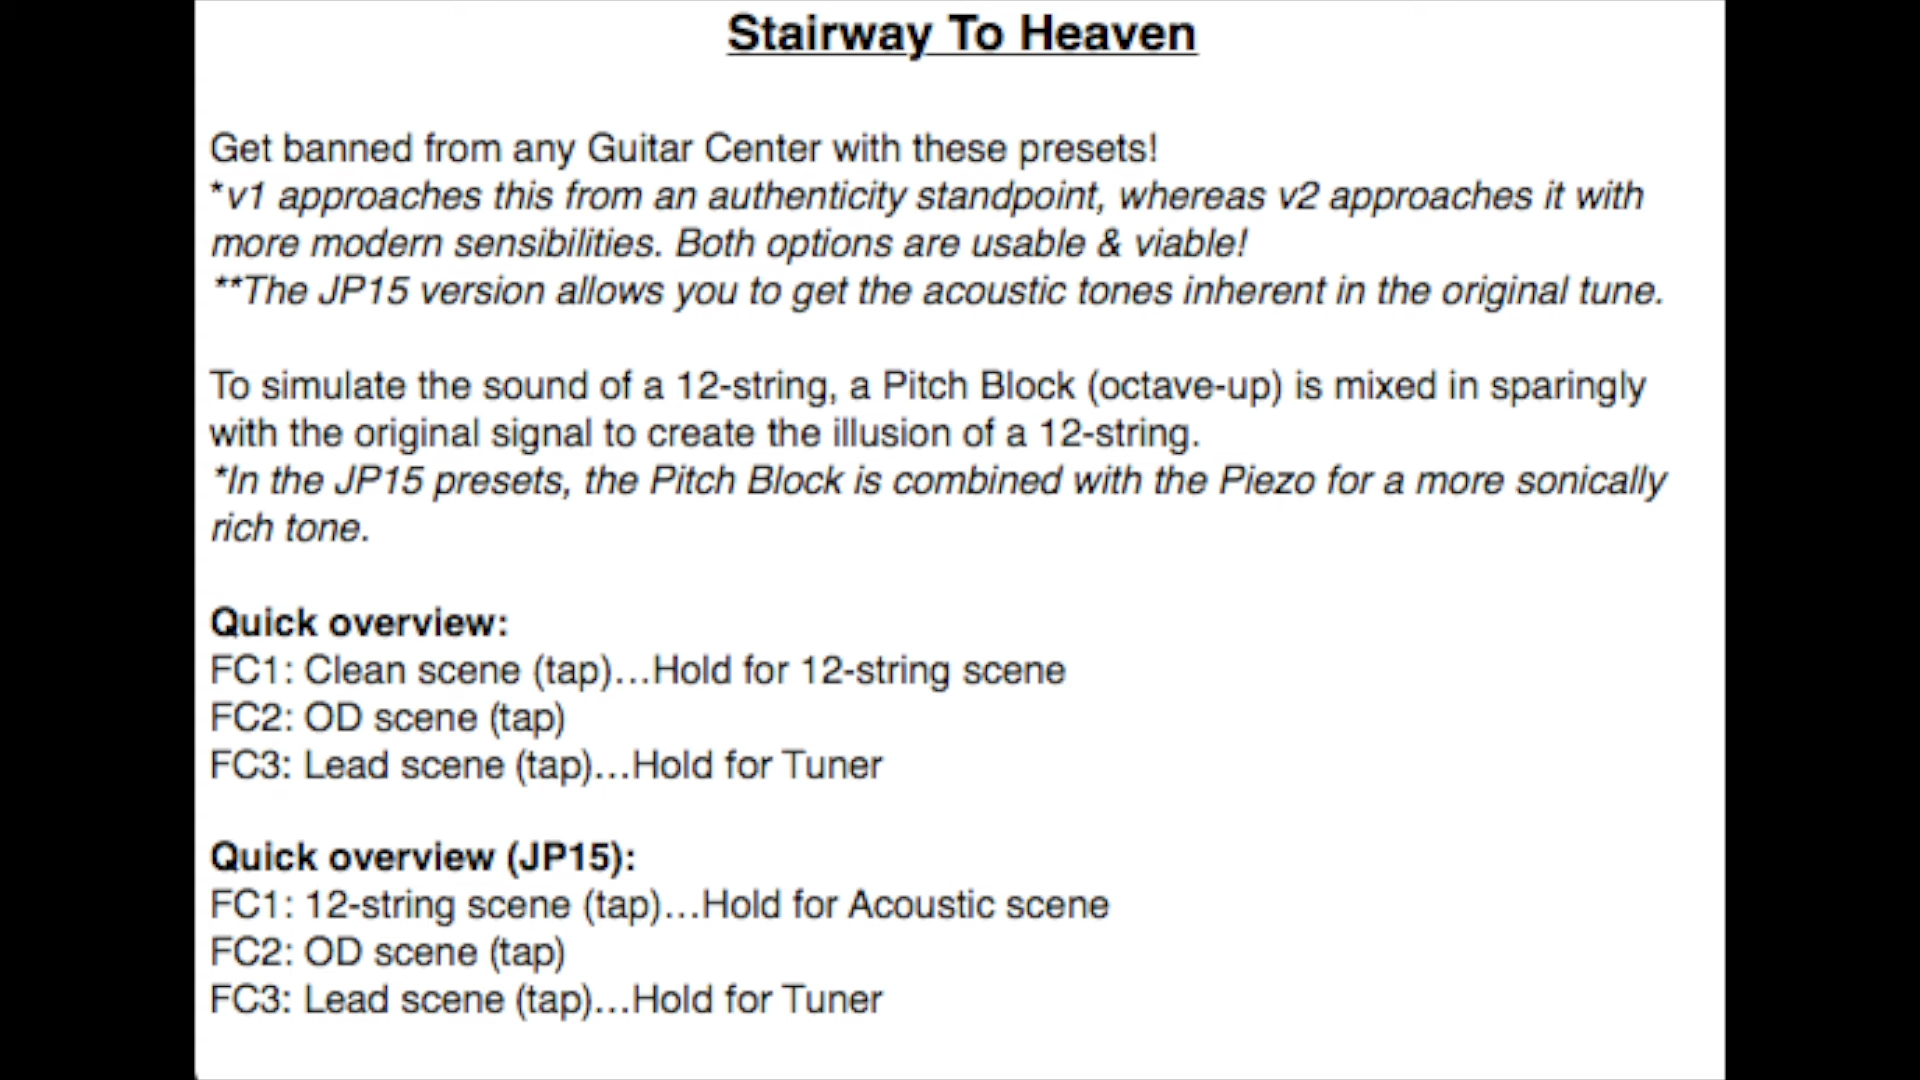 Stairway To Heaven
Get banned from any Guitar Center with these presets!
*v1 approaches this from an authenticity standpoint, whereas v2 approaches it with
more modern sensibilities. Both options are usable & viable!
**The JP15 version allows you to get the acoustic tones inherent in the original tune.
To simulate the sound of a 12-string, a Pitch Block (octave-up) is mixed in sparingly
with the original signal to create the illusion of a 12-string.
*In the JP15 presets, the Pitch Block is combined with the Piezo for a more sonically
rich tone.
Quick overview:
FC1: Clean scene (tap)…Hold for 12-string scene
FC2: OD scene (tap)
FC3: Lead scene (tap)…Hold for Tuner
Quick overview (JP15):
FC1: 12-string scene (tap)…Hold for Acoustic scene
FC2: OD scene (tap)
FC3: Lead scene (tap)…Hold for Tuner